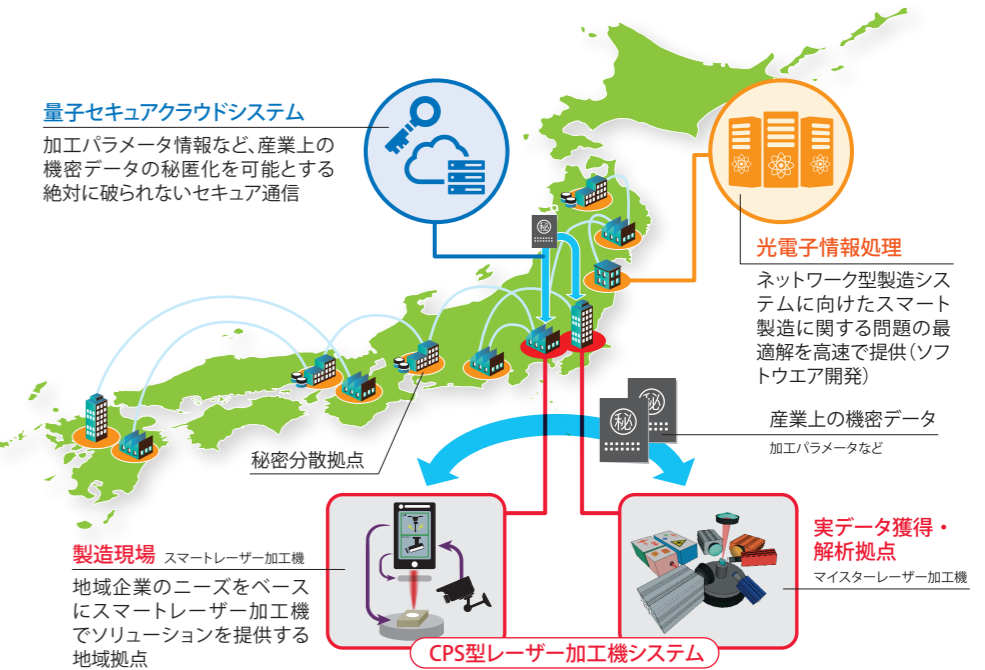 量子セキュアクラウドシステム
加工パラメータ情報など、産業上の
機密データの秘匿化を可能とする
絶対に破られないセキュア通信
秘
光電子情報処理
ネットワーク型製造シス
テムに向けたスマート
製造に関する問題の最
適解を高速で提供（ソフ
トウエア開発）
秘
秘
産業上の機密データ
加工パラメータなど
秘密分散拠点
製造現場 スマートレーザー加工機
地域企業のニーズをベース
にスマートレーザー加工機
でソリューションを提供する
地域拠点
実データ獲得・
解析拠点
マイスターレーザー加工機
CPS型レーザー加工機システム